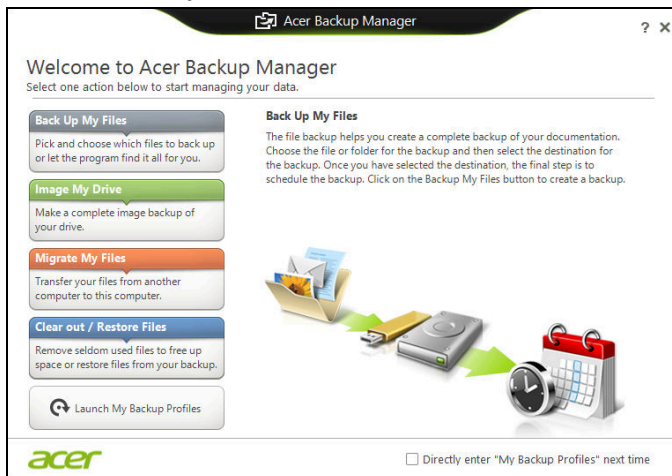 Acer Backup Manager
? X
Welcome to Acer Backup Manager
Select one action below to start managing your data.
Back Up My Files
Pick and choose which files to back up
or let the program find it all for you.
Image My Drive
Make a complete image backup of
your drive.
Migrate My Files
Transfer your files from another
computer to this computer.
Clear out / Restore Files
Remove seldom used files to free up
space or restore files from your backup.
Launch My Backup Profiles
Back Up My Files
The file backup helps you create a complete backup of your documentation.
Choose the file or folder for the backup and then select the destination for
the backup. Once you have selected the destination, the final step is to
schedule the backup. Click on the Backup My Files button to create a backup.
acer
Directly enter "My Backup Profiles" next time